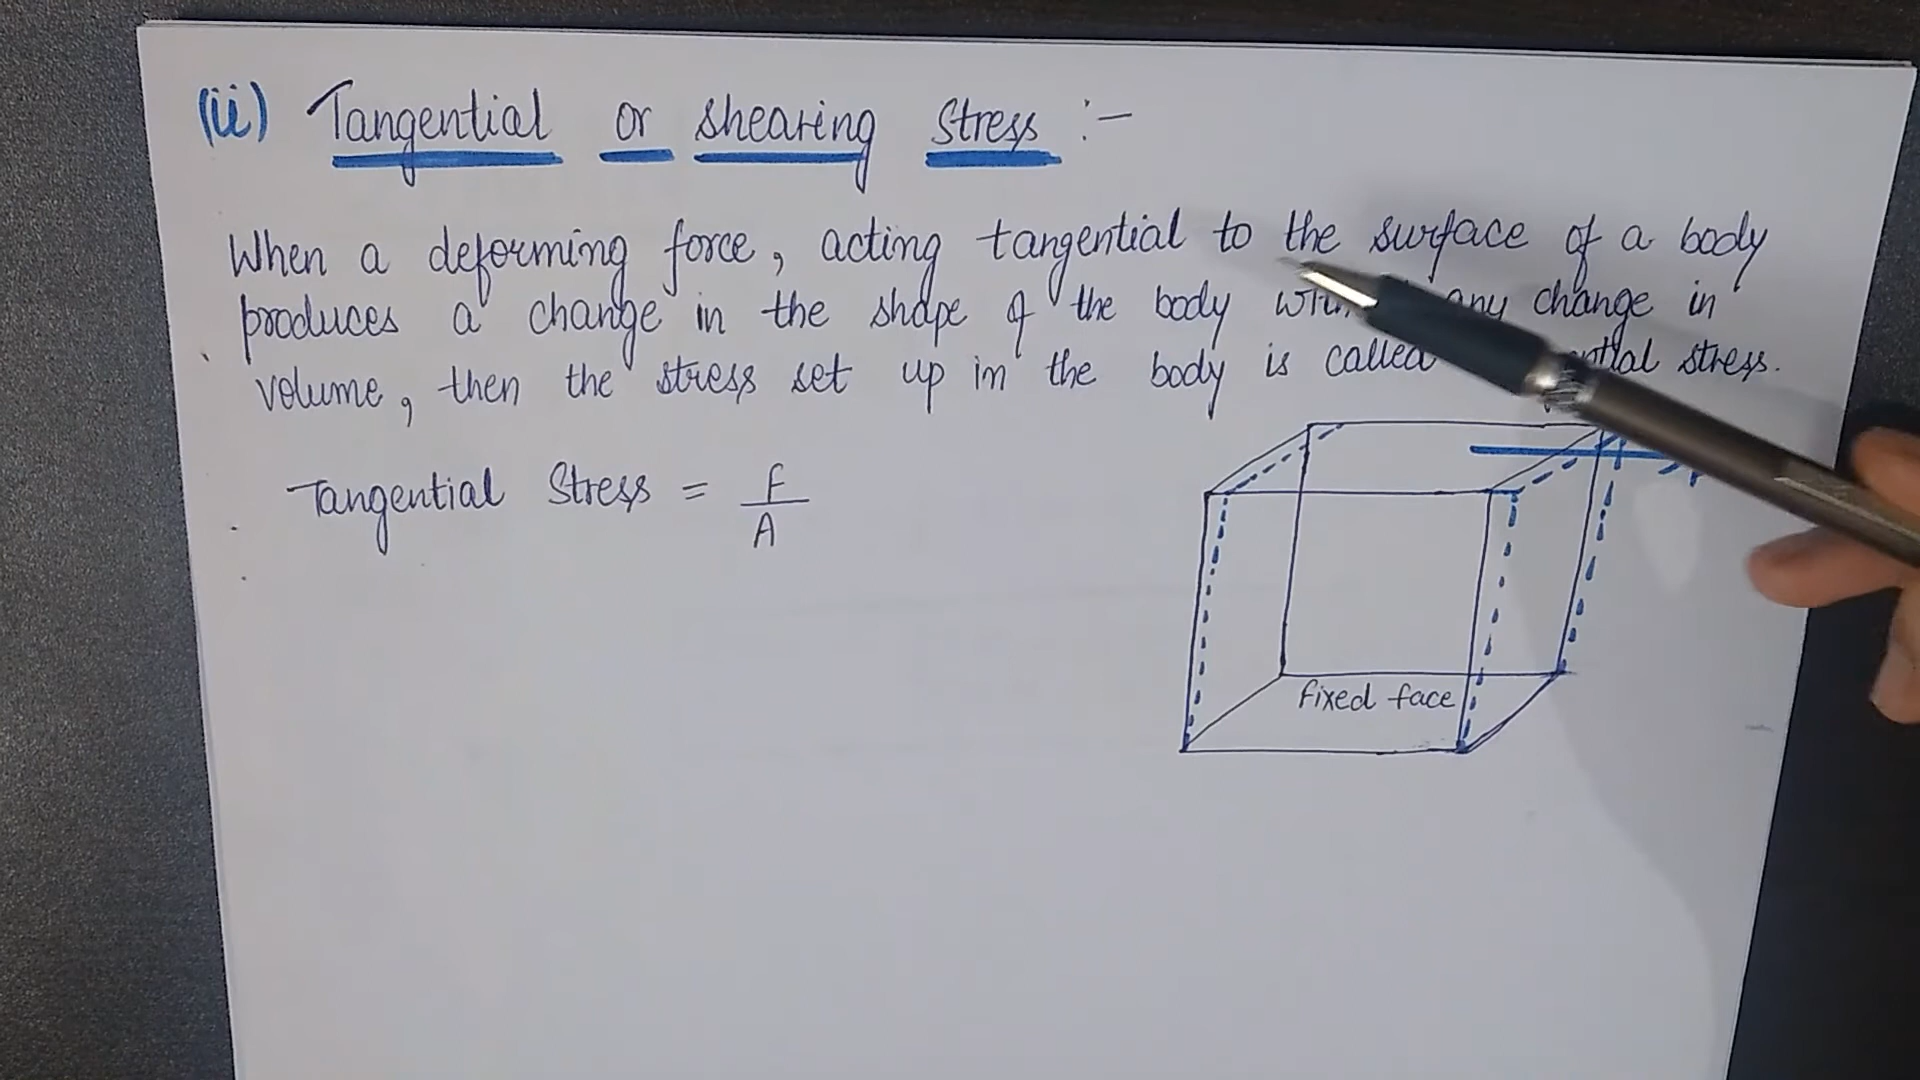 (ii) Tangential or shearing Stress :-
When a deforming force, acting tangential to the surface of a body
produces a change in the shape of the body any change in
volume, then the stress set up in the body is called stress.
Tangential Stress = F
A
fixed face